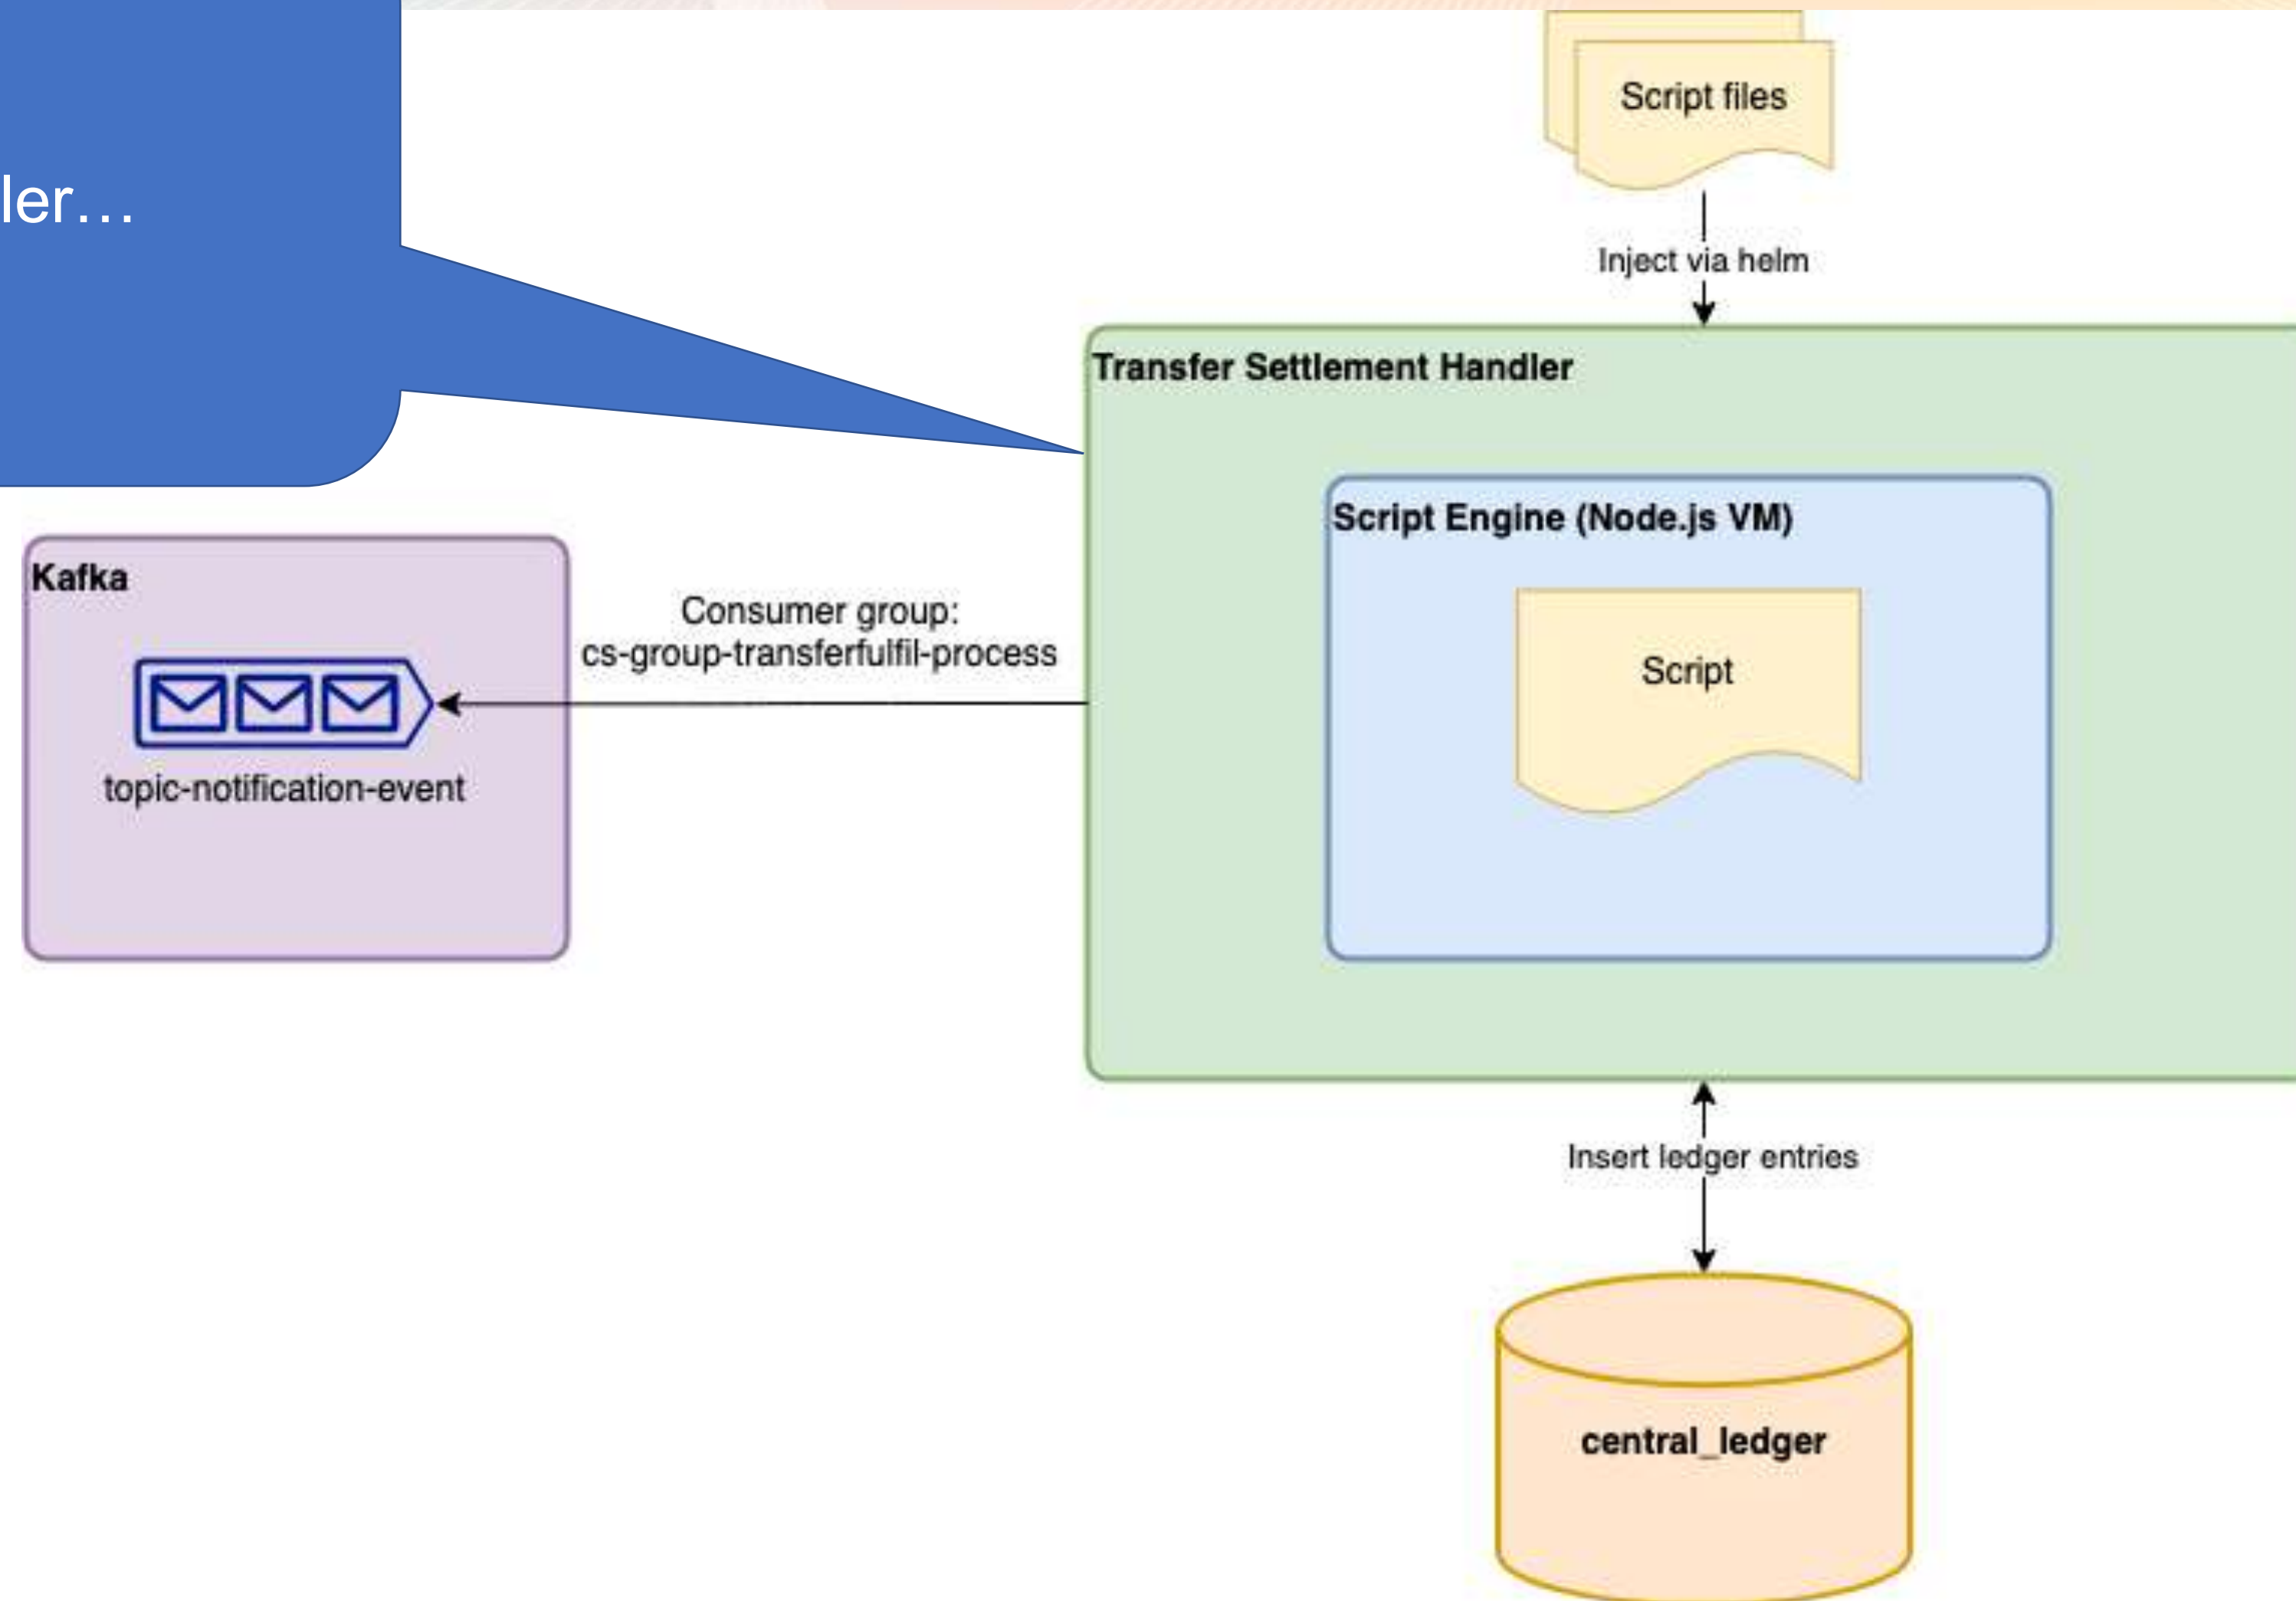 ler…
Script files
Inject via helm
Transfer Settlement Handler
Script Engine (Node.js VM)
Script
Kafka
Consumer group:
cs-group-transferfulfil-process
topic-notification-event
Insert ledger entries
central_ledger